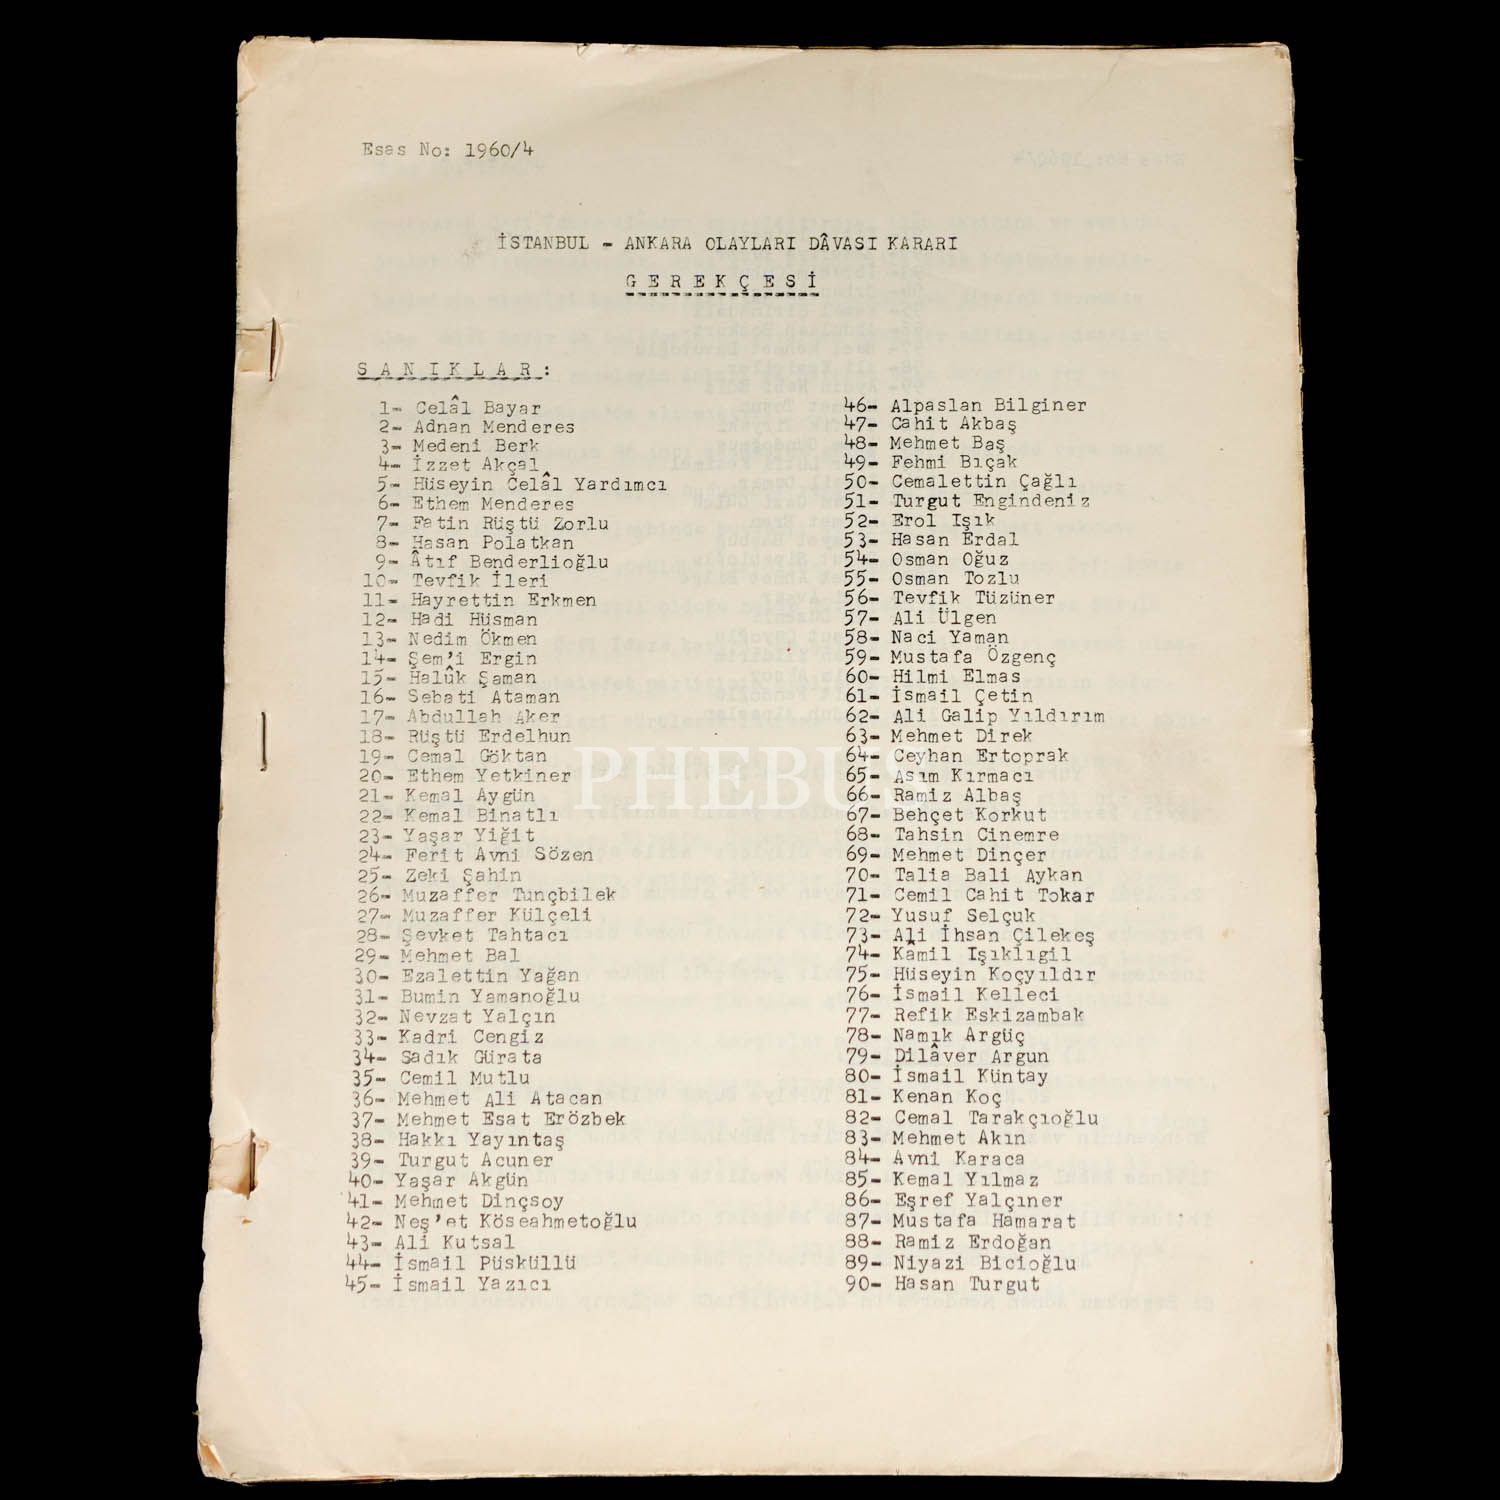 Esas No: 1960/4
İSTANBUL - ANKARA OLAYLARI DÂVASI KARARI
GEREKÇESİ
SANIKLAR:
1- Celâl Bayar
2- Adnan Menderes
3- Medeni Berk
4- İzzet Akçal
5- Hüseyin Celâl Yardımcı
6- Ethem Menderes
7- Fatin Rüştü Zorlu
8- Hasan Polatkan
9- Âtıf Benderlioğlu
10- Tevfik İleri
11- Hayrettin Erkmen
12- Hadi Hüsman
13- Nedim Ökmen
14- Şem'i Ergin
15- Halûk Şaman
16- Sebati Ataman
17- Abdullah Aker
18- Rüştü Erdelhun
19- Cemal Göktan
20- Ethem Yetkiner
21- Kemal Aygün
22- Kemal Binatlı
23- Yaşar Yiğit
24- Ferit Avni Sözen
25- Zeki Şahin
26- Muzaffer Tunçbilek
27- Muzaffer Külçeli
28- Şevket Tahtacı
29- Mehmet Bal
30- Ezalettin Yağan
31- Bumin Yamanoğlu
32- Nevzat Yalçın
33- Kadri Cengiz
34- Sadık Gürata
35- Cemil Mutlu
36- Mehmet Ali Atacan
37- Mehmet Esat Erözbek
38- Hakkı Yayıntaş
39- Turgut Acuner
40- Yaşar Akgün
41- Mehmet Dinçsoy
42- Neş'et Köseahmetoğlu
43- Ali Kutsal
44- İsmail Püsküllü
45- İsmail Yazıcı
46- Alpaslan Bilginer
47- Cahit Akbaş
48- Mehmet Baş
49- Fehmi Bıçak
50- Cemalettin Çağlı
51- Turgut Engindeniz
52- Erol Işık
53- Hasan Erdal
54- Osman Oğuz
55- Osman Tozlu
56- Tevfik Tüzüner
57- Ali Ülgen
58- Naci Yaman
59- Mustafa Özgenç
60- Hilmi Elmas
61- İsmail Çetin
62- Ali Galip Yıldırım
63- Mehmet Direk
64- Ceyhan Ertoprak
65- Asım Kırmacı
66- Ramiz Albaş
67- Behçet Korkut
68- Tahsin Cinemre
69- Mehmet Dinçer
70- Talia Bali Aykan
71- Cemil Cahit Tokar
72- Yusuf Selçuk
73- Ali İhsan Çilekeş
74- Kâmil Işıklıgil
75- Hüseyin Koçyıldır
76- İsmail Kelleci
77- Refik Eskizambak
78- Namık Argüç
79- Dilâver Argun
80- İsmail Küntay
81- Kenan Koç
82- Cemal Tarakçıoğlu
83- Mehmet Akın
84- Avni Karaca
85- Kemal Yılmaz
86- Eşref Yalçıner
87- Mustafa Hamarat
88- Ramiz Erdoğan
89- Niyazi Bicioğlu
90- Hasan Turgut
PHEBUS